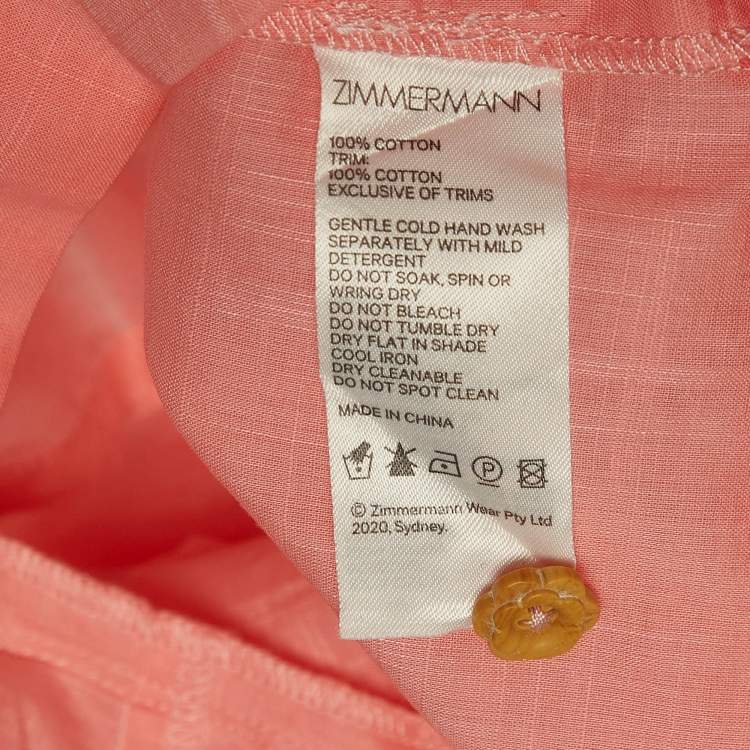 ZIMMERMANN
100% COTTON
TRIM:
100% COTTON
EXCLUSIVE OF TRIMS
GENTLE COLD HAND WASH
SEPARATELY WITH MILD
DETERGENT
DO NOT SOAK, SPIN OR
WRING DRY
DO NOT BLEACH
DO NOT TUMBLE DRY
DRY FLAT IN SHADE
COOL IRON
DRY CLEANABLE
DO NOT SPOT CLEAN
MADE IN CHINA
P
© Zimmermann Wear Pty Ltd
2020, Sydney.